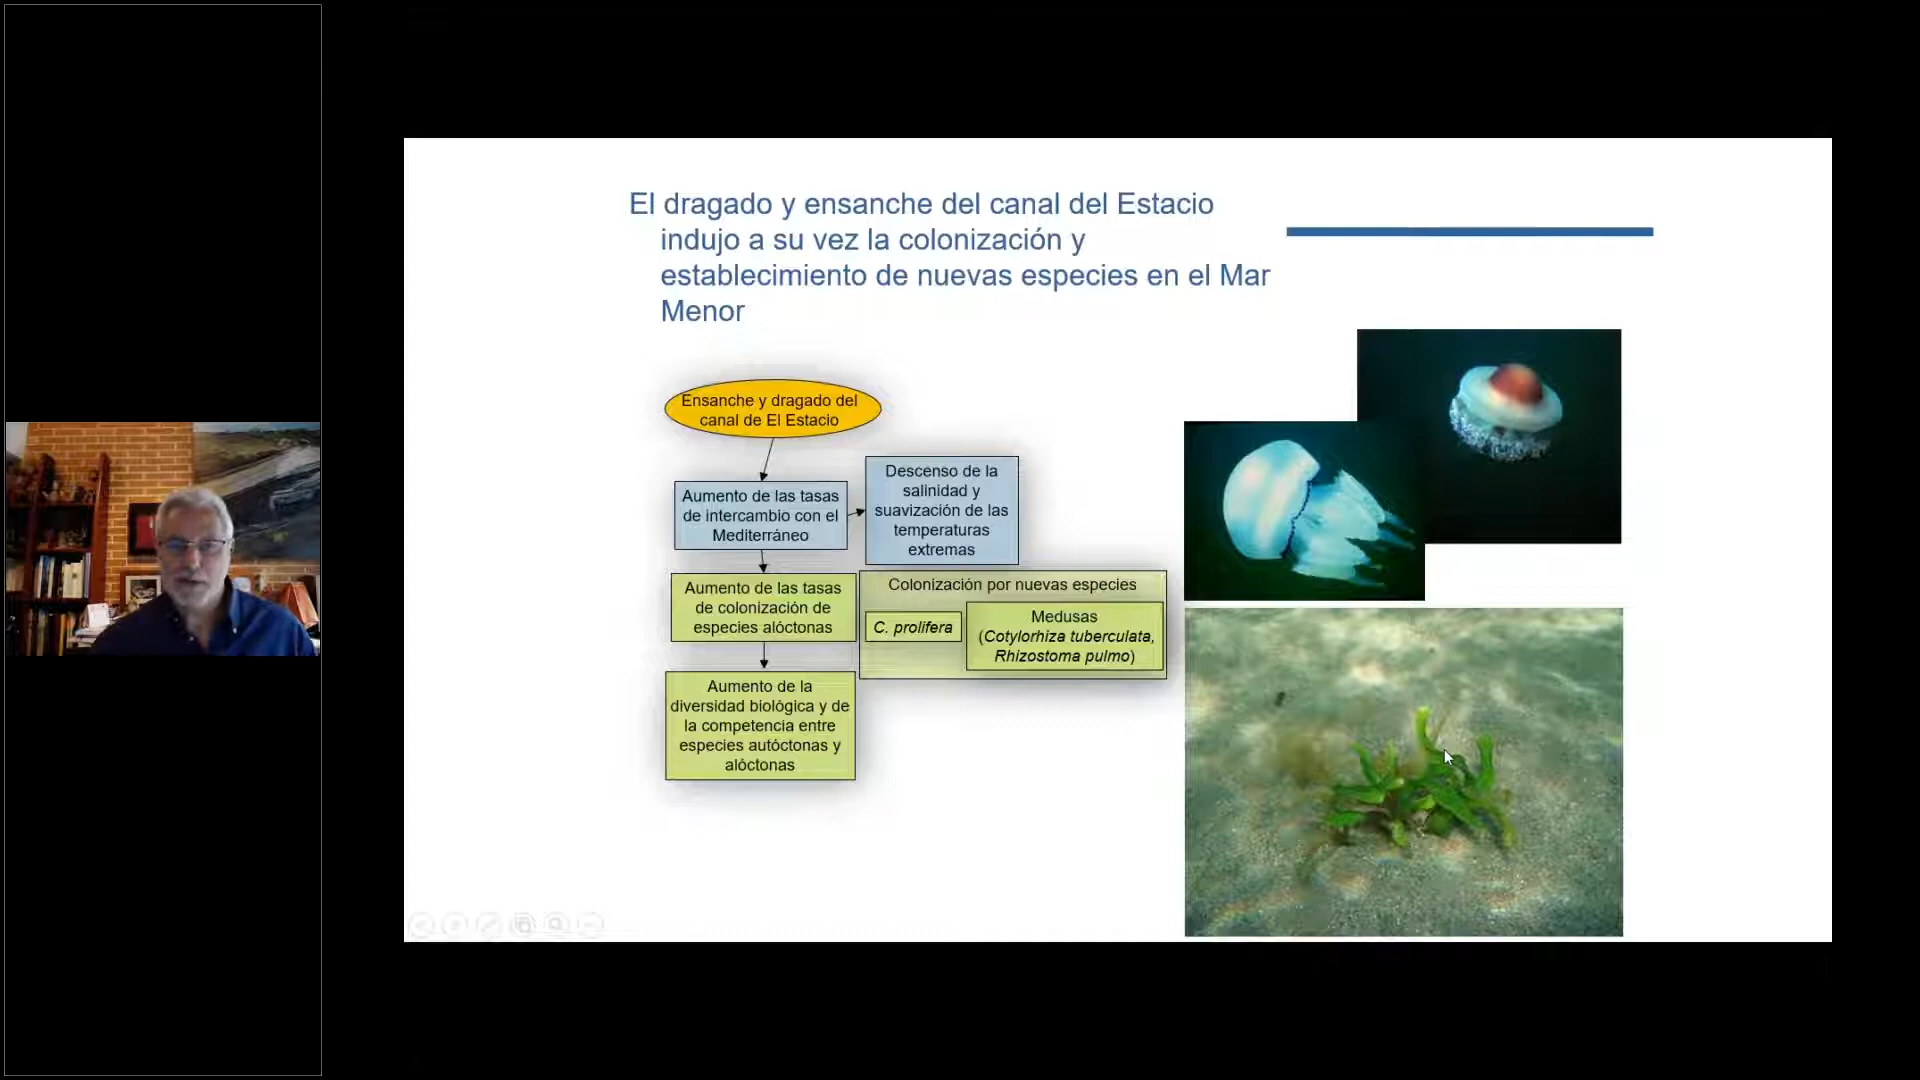 El dragado y ensanche del canal del Estacio
indujo a su vez la colonización y
establecimiento de nuevas especies en el Mar
Menor
Ensanche y dragado del
canal de El Estacio
Aumento de las tasas
de intercambio con el
Mediterráneo
Descenso de la
salinidad y
suavización de las
temperaturas
extremas
Aumento de las tasas
de colonización de
especies alóctonas
Colonización por nuevas especies
C. prolifera
Medusas
(Cotylorhiza tuberculata,
Rhizostoma pulmo)
Aumento de la
diversidad biológica y de
la competencia entre
especies autóctonas y
alóctonas